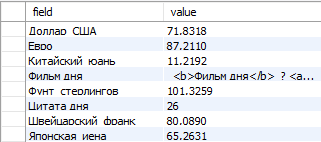 field value
Доллар США 71.8318
Евро 87.2110
Китайский юань 11.2192
Фильм дня <b>Фильм дня</b> ? <a...
Фунт стерлингов 101.3259
Цитата дня 26
Швейцарский франк 80.0890
Японская иена 65.2631